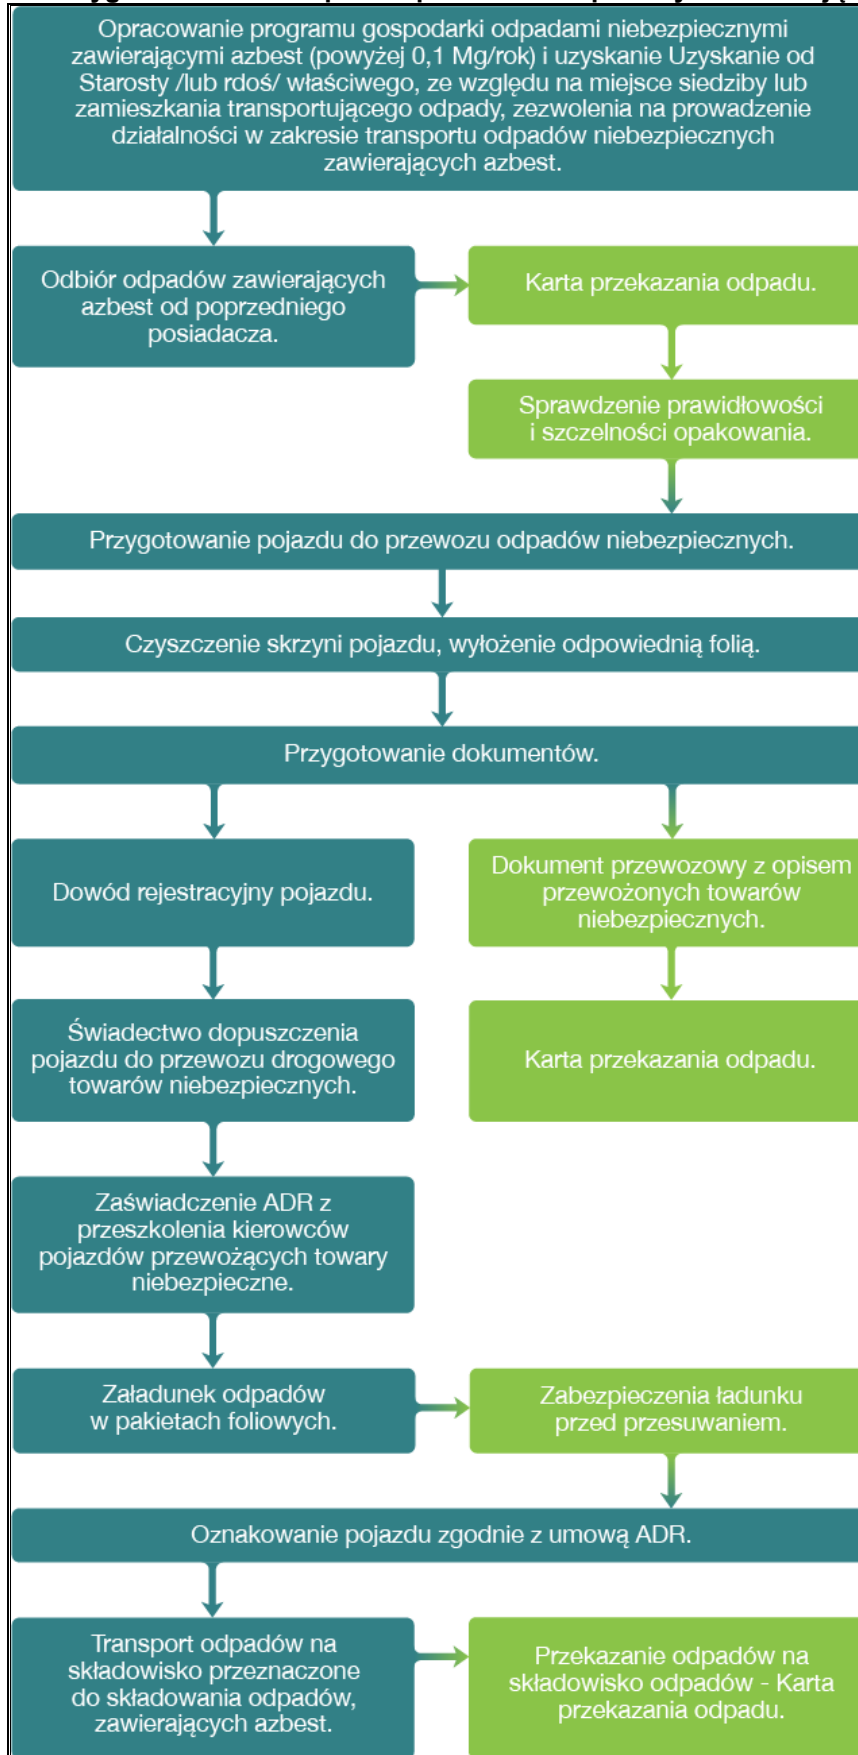 Opracowanie programu gospodarki odpadami niebezpiecznymi
zawierającymi azbest (powyżej 0,1 Mg/rok) i uzyskanie Uzyskanie od
Starosty /lub rdoś/ właściwego, ze względu na miejsce siedziby lub
zamieszkania transportującego odpady, zezwolenia na prowadzenie
działalności w zakresie transportu odpadów niebezpiecznych
zawierających azbest.
Odbiór odpadów zawierających
azbest od poprzedniego
posiadacza.
Karta przekazania odpadu.
Sprawdzenie prawidłowości
i szczelności opakowania.
Przygotowanie pojazdu do przewozu odpadów niebezpiecznych.
Czyszczenie skrzyni pojazdu, wyłożenie odpowiednią folią.
Przygotowanie dokumentów.
Dowód rejestracyjny pojazdu.
Dokument przewozowy z opisem
przewożonych towarów
niebezpiecznych.
Świadectwo dopuszczenia
pojazdu do przewozu drogowego
towarów niebezpiecznych.
Karta przekazania odpadu.
Zaświadczenie ADR z
przeszkolenia kierowców
pojazdów przewożących towary
niebezpieczne.
Załadunek odpadów
w pakietach foliowych.
Zabezpieczenia ładunku
przed przesuwaniem.
Oznakowanie pojazdu zgodnie z umową ADR.
Transport odpadów na
składowisko przeznaczone
do składowania odpadów,
zawierających azbest.
Przekazanie odpadów na
składowisko odpadów - Karta
przekazania odpadu.